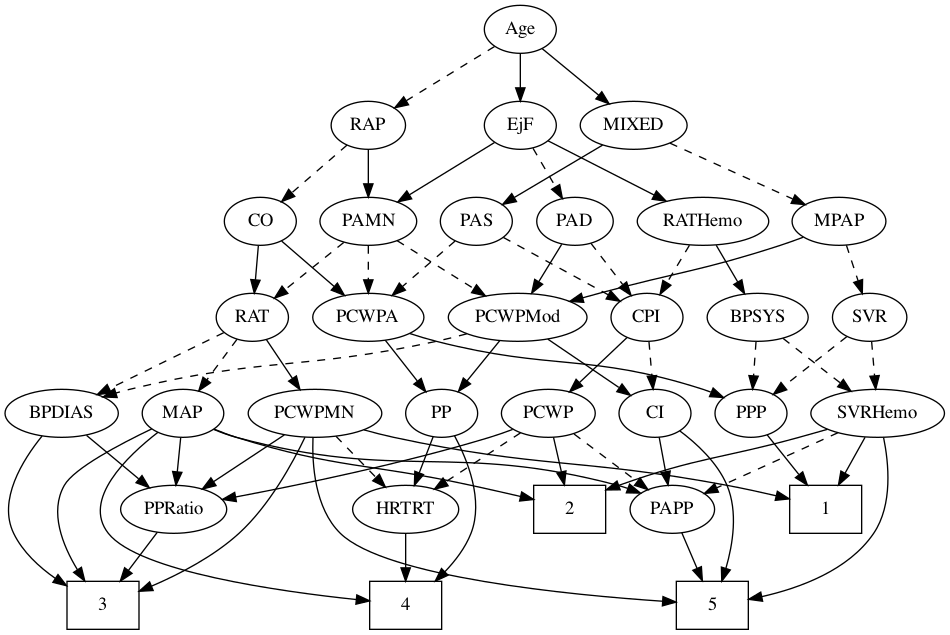 Age
RAP
EjF
MIXED
CO
PAMN
PAS
PAD
RATHemo
MPAP
RAT
PCWPA
PCWPMod
CPI
BPSYS
SVR
BPDIAS
MAP
PCWPMN
PP
PCWP
CI
PPP
SVRHemo
PPRatio
HRTRT
2
PAPP
1
3
4
5